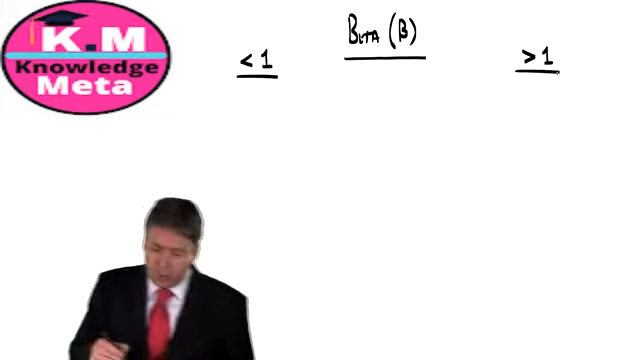 K.M
Knowledge
Meta
BETA (β)
< 1
> 1